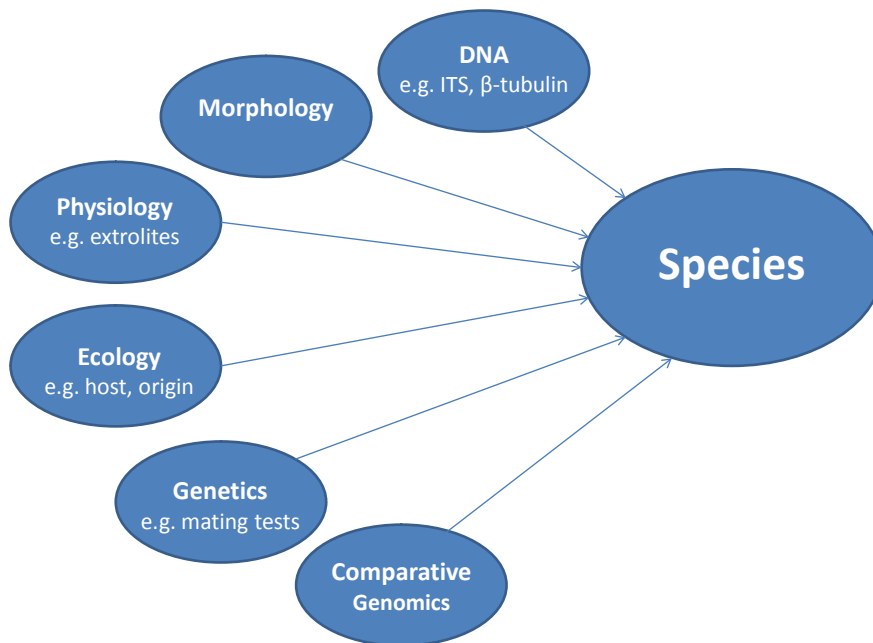 DNA
e.g. ITS, β-tubulin
Morphology
Physiology
e.g. extrolites
Species
Ecology
e.g. host, origin
Genetics
e.g. mating tests
Comparative
Genomics